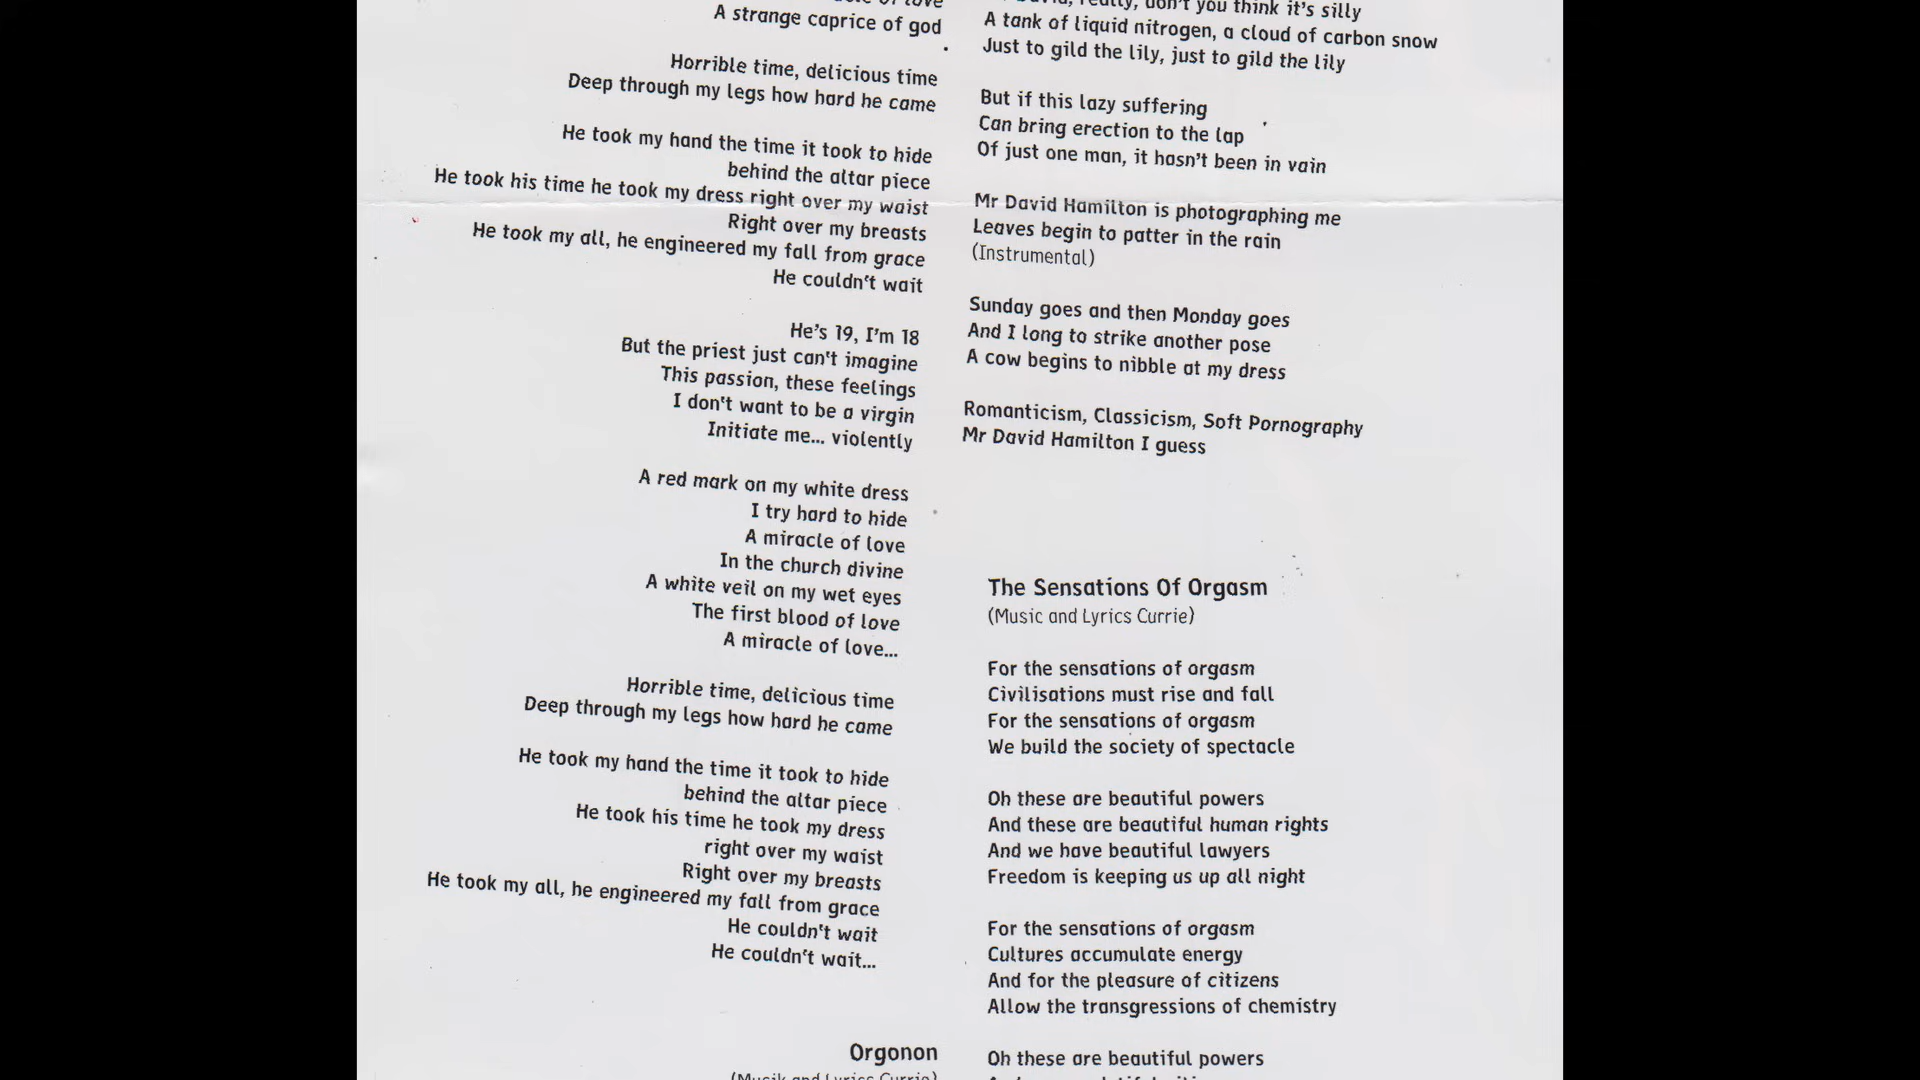 of love
A strange caprice of god
Horrible time, delicious time
Deep through my legs how hard he came
He took my hand the time it took to hide
behind the altar piece
He took his time he took my dress right over my waist
Right over my breasts
He took my all, he engineered my fall from grace
He couldn't wait
He's 19, I'm 18
But the priest just can't imagine
This passion, these feelings
I don't want to be a virgin
Initiate me... violently
A red mark on my white dress
I try hard to hide
A miracle of love
In the church divine
A white veil on my wet eyes
The first blood of love
A miracle of love...
Horrible time, delicious time
Deep through my legs how hard he came
He took my hand the time it took to hide
behind the altar piece
He took his time he took my dress
right over my waist
Right over my breasts
He took my all, he engineered my fall from grace
He couldn't wait
He couldn't wait...
Orgonon
(Musik and Lyrics Currie)
David, really, don't you think it's silly
A tank of liquid nitrogen, a cloud of carbon snow
Just to gild the lily, just to gild the lily
But if this lazy suffering
Can bring erection to the lap
Of just one man, it hasn't been in vain
Mr David Hamilton is photographing me
Leaves begin to patter in the rain
(Instrumental)
Sunday goes and then Monday goes
And I long to strike another pose
A cow begins to nibble at my dress
Romanticism, Classicism, Soft Pornography
Mr David Hamilton I guess
The Sensations Of Orgasm
(Music and Lyrics Currie)
For the sensations of orgasm
Civilisations must rise and fall
For the sensations of orgasm
We build the society of spectacle
Oh these are beautiful powers
And these are beautiful human rights
And we have beautiful lawyers
Freedom is keeping us up all night
For the sensations of orgasm
Cultures accumulate energy
And for the pleasure of citizens
Allow the transgressions of chemistry
Oh these are beautiful powers